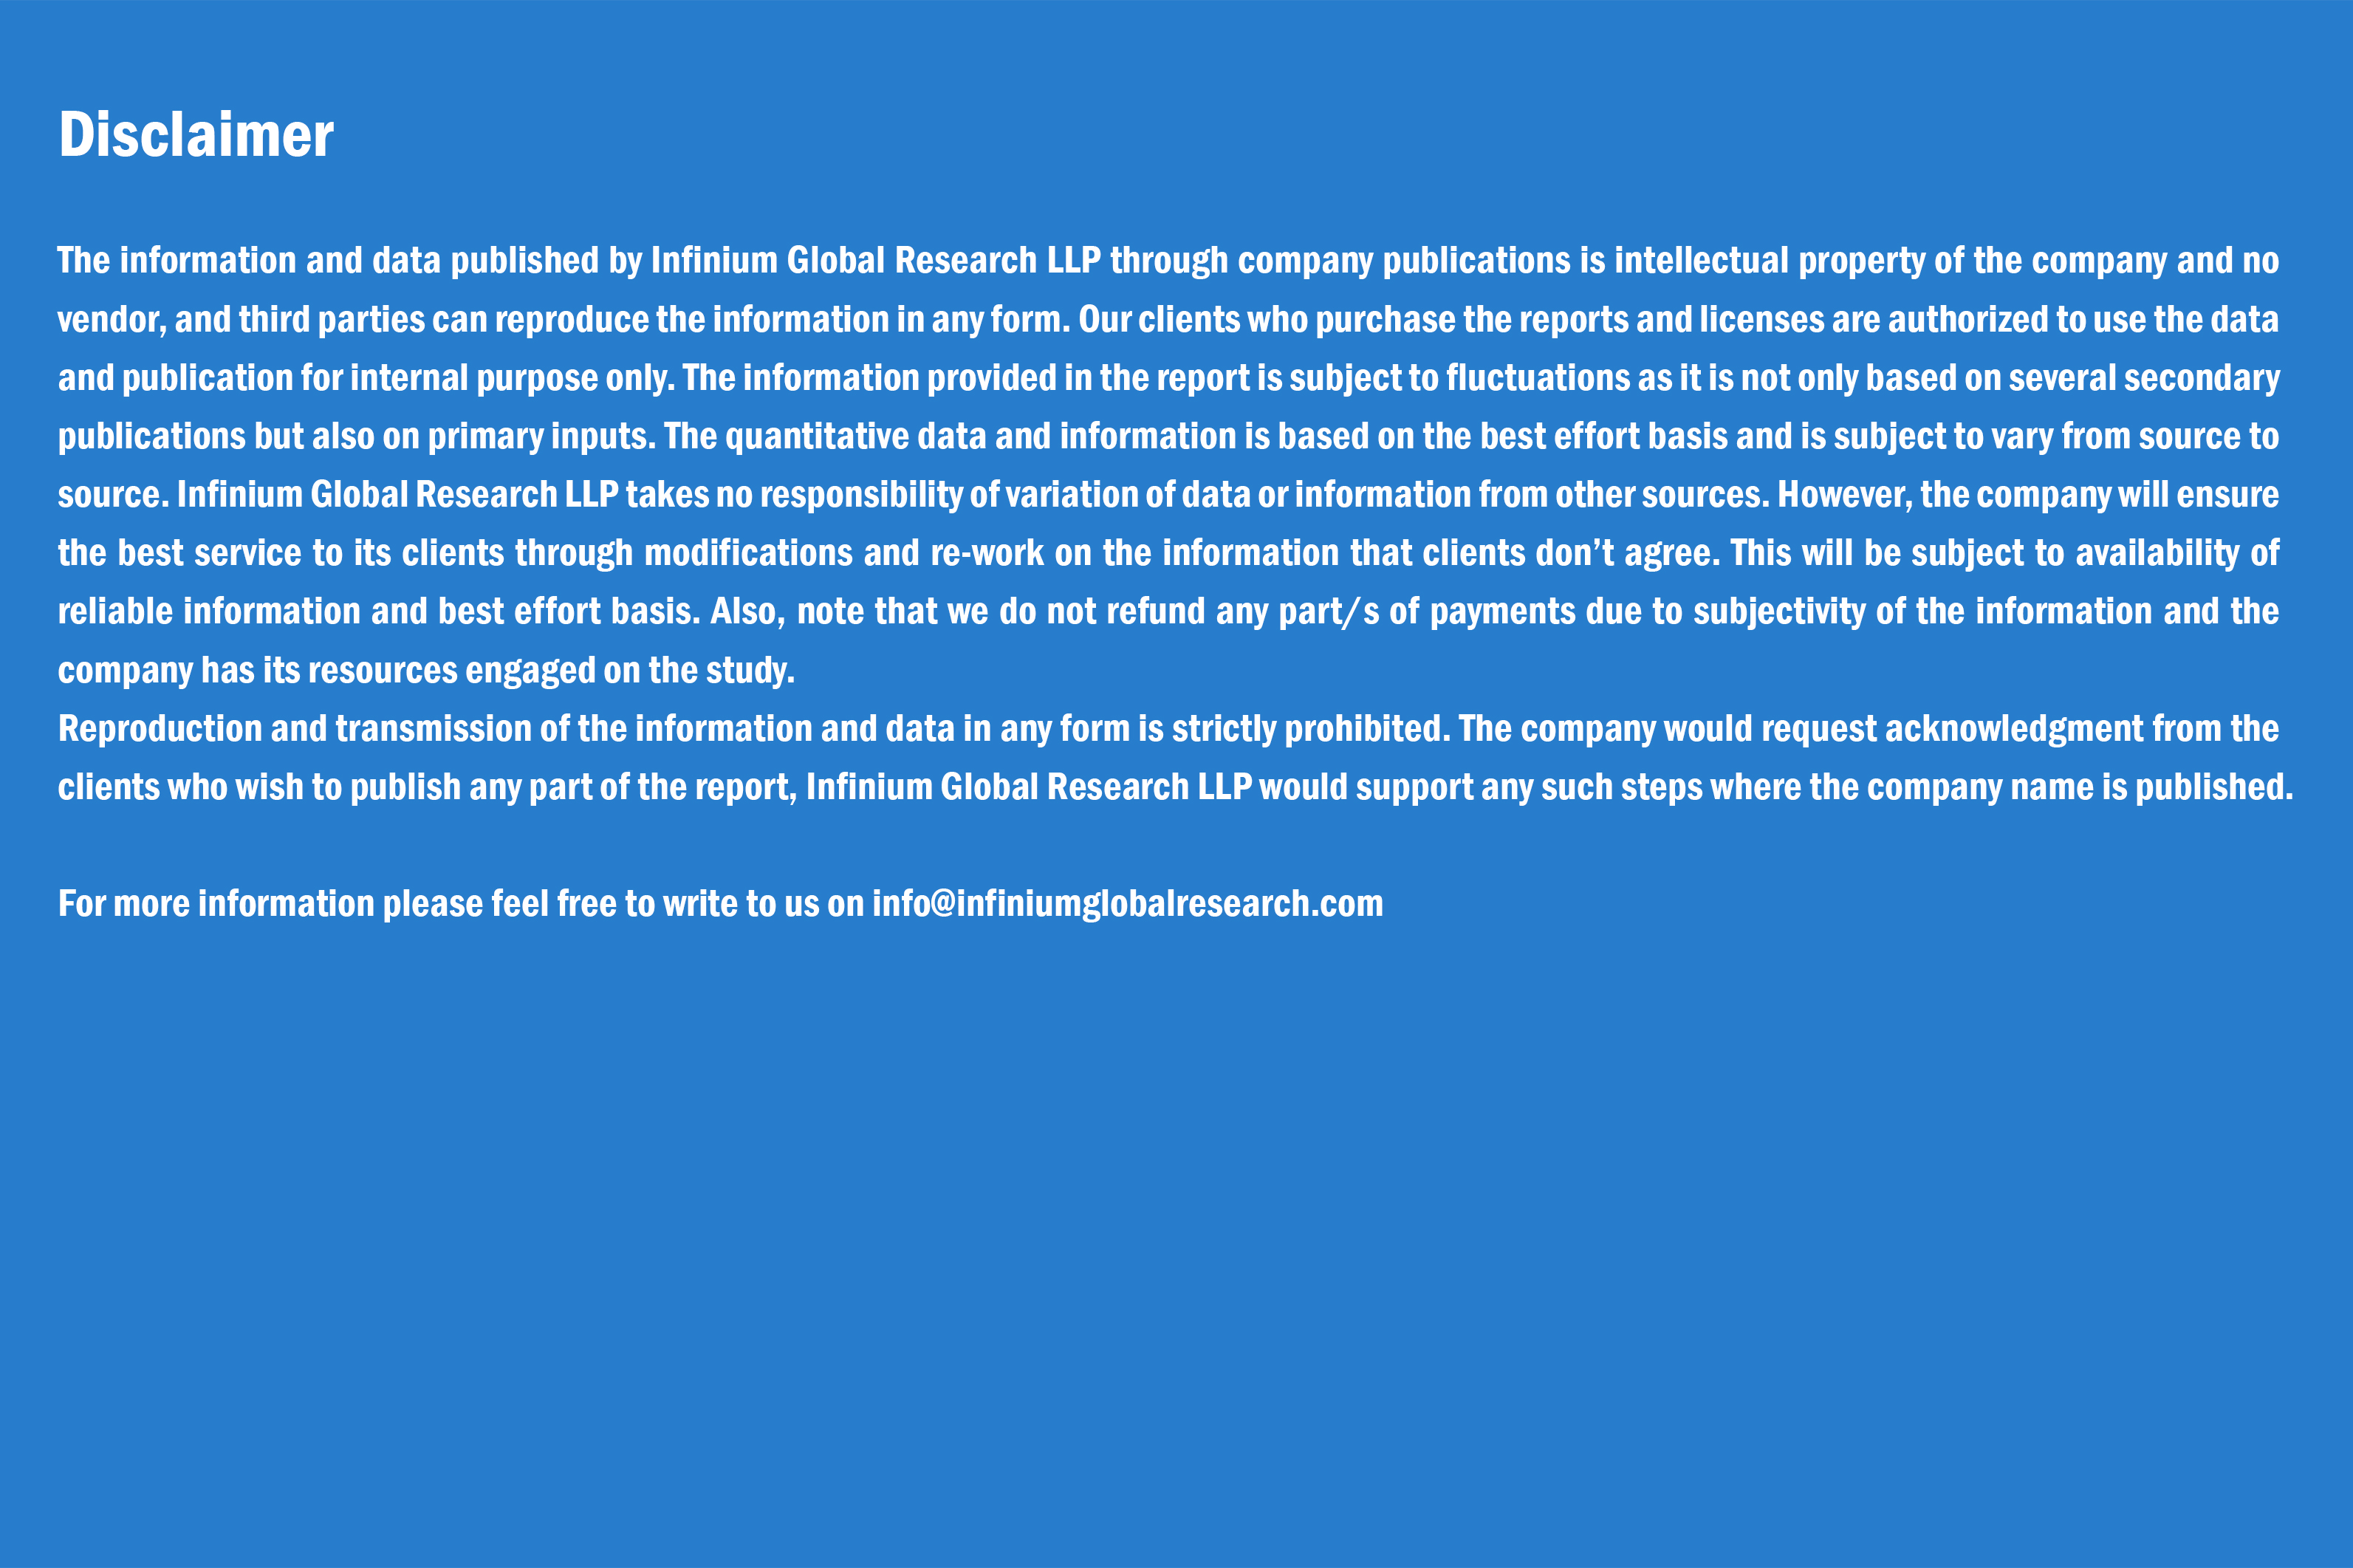 Disclaimer
The information and data published by Infinium Global Research LLP through company publications is intellectual property of the company and no
vendor, and third parties can reproduce the information in any form. Our clients who purchase the reports and licenses are authorized to use the data
and publication for internal purpose only. The information provided in the report is subject to fluctuations as it is not only based on several secondary
publications but also on primary inputs. The quantitative data and information is based on the best effort basis and is subject to vary from source to
source. Infinium Global Research LLP takes no responsibility of variation of data or information from other sources. However, the company will ensure
the best service to its clients through modifications and re-work on the information that clients don’t agree. This will be subject to availability of
reliable information and best effort basis. Also, note that we do not refund any part/s of payments due to subjectivity of the information and the
company has its resources engaged on the study.
Reproduction and transmission of the information and data in any form is strictly prohibited. The company would request acknowledgment from the
clients who wish to publish any part of the report, Infinium Global Research LLP would support any such steps where the company name is published.
For more information please feel free to write to us on info@infiniumglobalresearch.com